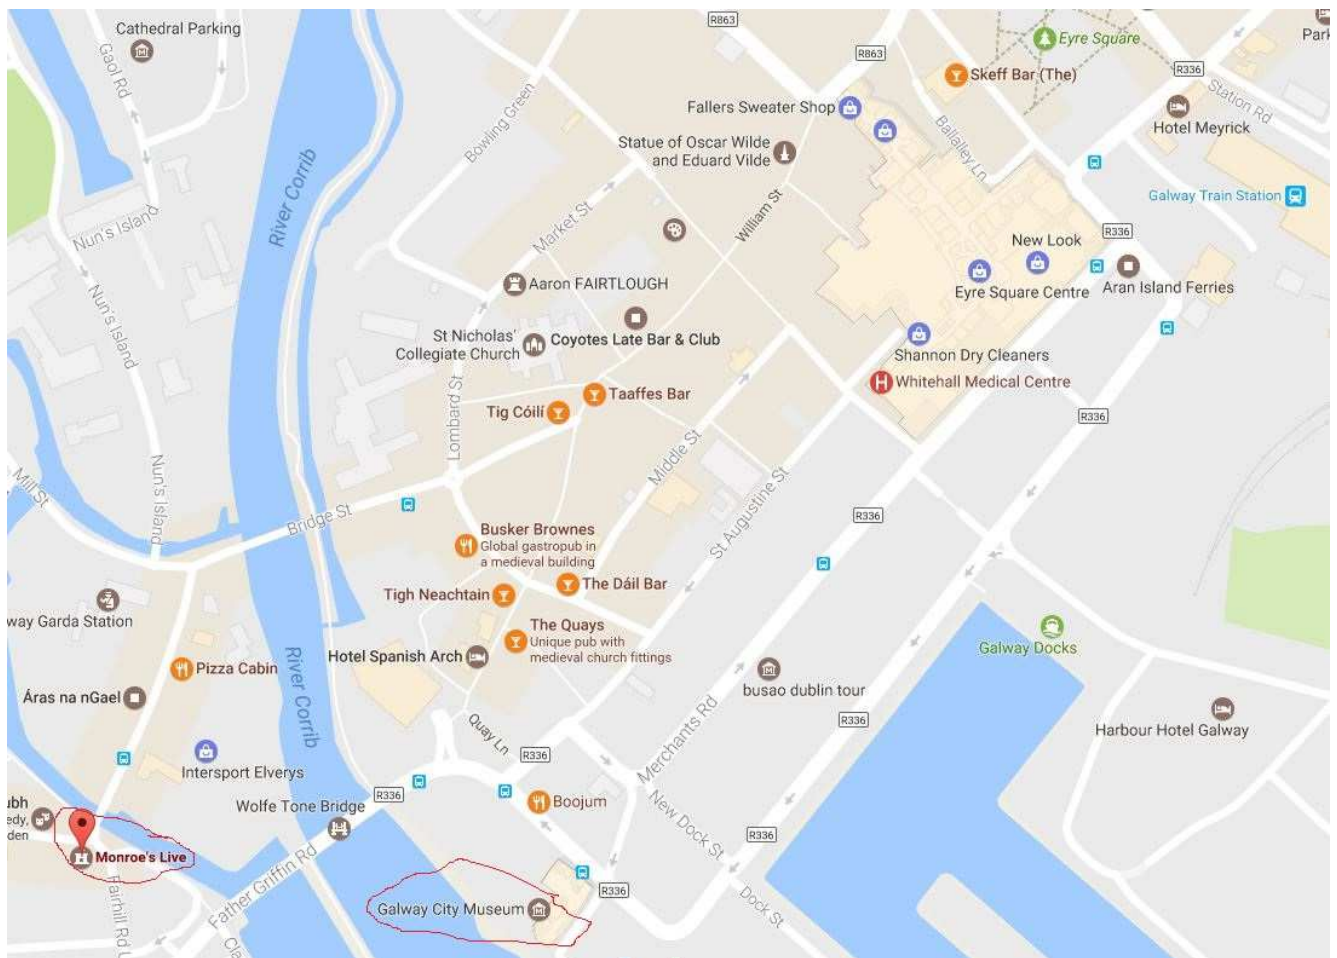 Cathedral Parking
Gaol Rd
R863
R863
Eyre Square
Skeff Bar (The)
R336
Park
Station Rd
Hotel Meyrick
Fallers Sweater Shop
Bowling Green
Statue of Oscar Wilde
and Eduard Vilde
Ballalley Ln
Galway Train Station
River Corrib
Nun's Island
Market St
William St
R336
New Look
Eyre Square Centre
Aran Island Ferries
Aaron FAIRTLOUGH
Nun's Island
St Nicholas'
Collegiate Church
Coyotes Late Bar & Club
Shannon Dry Cleaners
Whitehall Medical Centre
Taaffes Bar
Tig Cóilí
Lombard St
R336
Middle St
Mill St
Nun's Island
Bridge St
St Augustine St
R336
R336
Busker Brownes
Global gastropub in
a medieval building
The Dáil Bar
Tigh Neachtain
way Garda Station
The Quays
Unique pub with
medieval church fittings
Galway Docks
Hotel Spanish Arch
Pizza Cabin
River Corrib
busao dublin tour
Áras na nGael
R336
Harbour Hotel Galway
Quay Ln
Merchants Rd
R336
Intersport Elverys
R336
Boojum
New Dock St
Wolfe Tone Bridge
ubh
edy,
den
R336
Monroe's Live
Fairhill Rd L
Father Griffin Rd
R336
Galway City Museum
Dock St
Cla